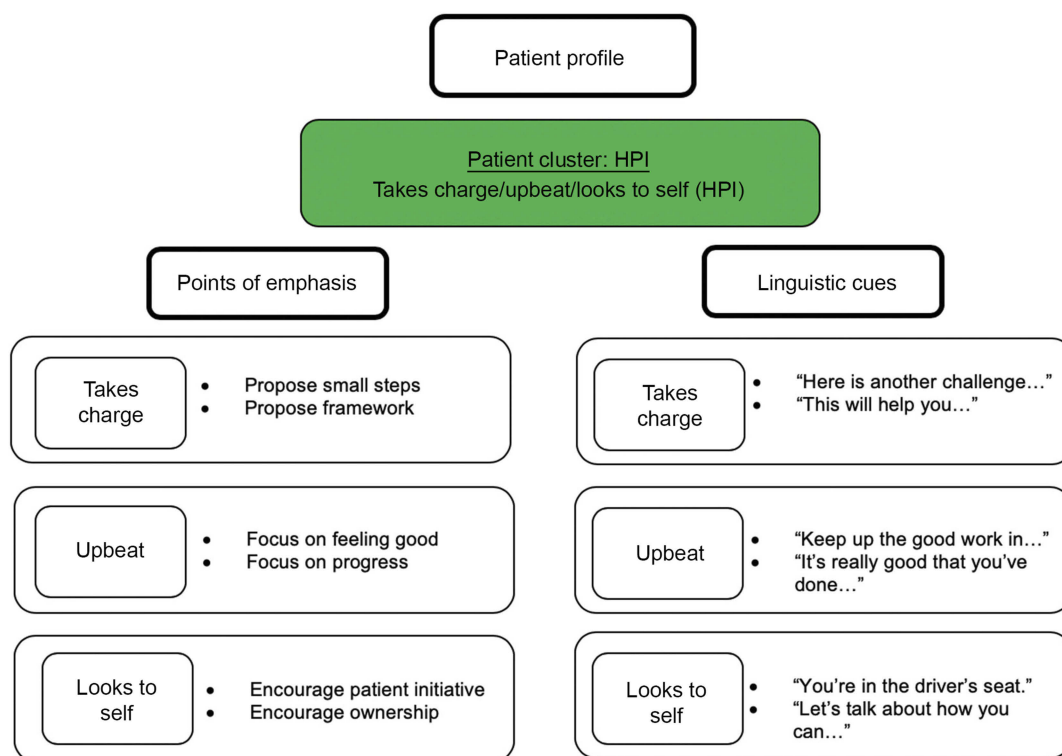 Patient profile
Patient cluster: HPI
Takes charge/upbeat/looks to self (HPI)
Points of emphasis
Takes
charge
• Propose small steps
• Propose framework
Upbeat
• Focus on feeling good
• Focus on progress
Looks to
self
• Encourage patient initiative
• Encourage ownership
Linguistic cues
Takes
charge
• “Here is another challenge…”
• “This will help you…”
Upbeat
• “Keep up the good work in…”
• “It’s really good that you’ve
done…”
Looks to
self
• “You’re in the driver’s seat.”
• “Let’s talk about how you
can…”